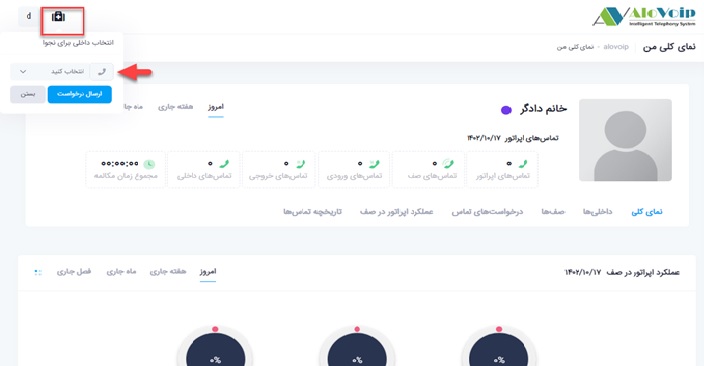 AloVoip
Intelligent Telephony System
d
نمای کلی من
alovoip - نمای کلی من
انتخاب داخلی برای نجوا
انتخاب کنید
ارسال درخواست
بستن
خانم دادگر
امروز
هفته جاری
ماه
تماس‌های اپراتور ۱۴۰۲/۱۰/۱۷
۰
تماس‌های اپراتور
۰
تماس‌های صف
۰
تماس‌های ورودی
۰
تماس‌های خروجی
۰
تماس‌های داخلی
۰۰:۰۰:۰۰
مجموع زمان مکالمه
نمای کلی
داخلی‌ها
صف‌ها
درخواست‌های تماس
عملکرد اپراتور در صف
تاریخچه تماس‌ها
عملکرد اپراتور در صف ۱۴۰۲/۱۰/۱۷
امروز
هفته جاری
ماه جاری
فصل جاری
۰%
۰%
۰%